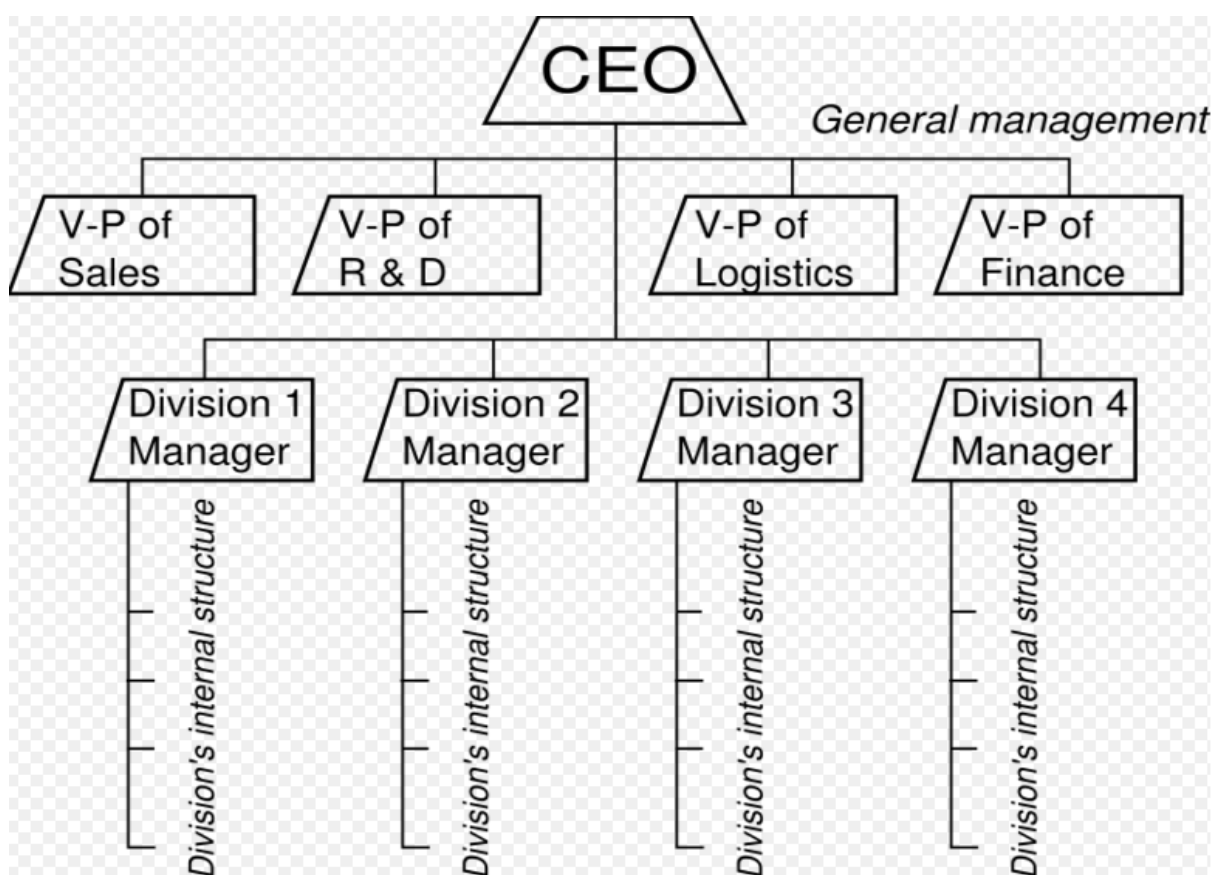 CEO
General management
V-P of
Sales
V-P of
R & D
V-P of
Logistics
V-P of
Finance
Division 1
Manager
Division 2
Manager
Division 3
Manager
Division 4
Manager
Division's internal structure
Division's internal structure
Division's internal structure
Division's internal structure